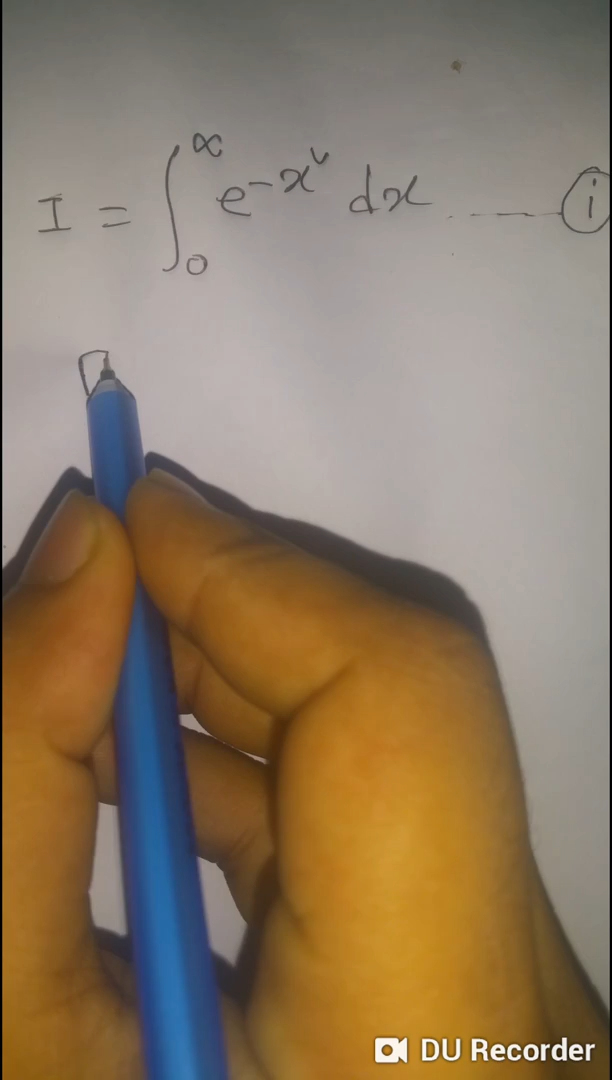 I = ∫₀^∞ e^{-x²} dx ------ (i)
DU Recorder